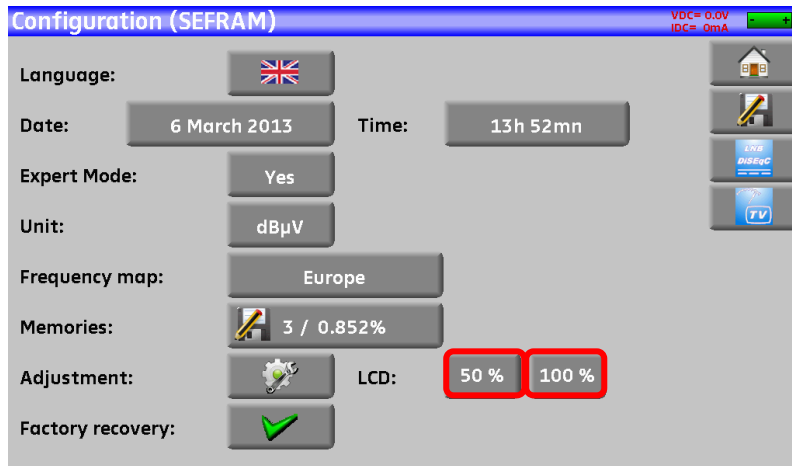 Configuration (SEFRAM)
VDC= 0.0V
IDC= 0mA
- +
Language:
Date: 6 March 2013 Time: 13h 52mn
LNB
DiSEqC
Expert Mode: Yes
Unit: dBµV
TV
Frequency map: Europe
Memories: 3 / 0.852%
Adjustment: LCD: 50 % 100 %
Factory recovery: